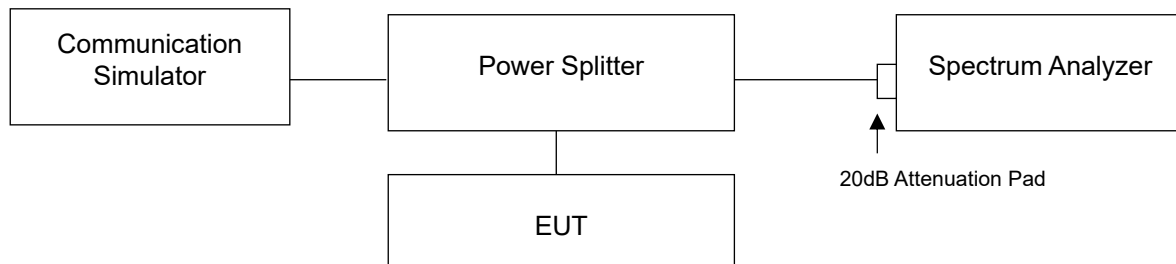 Communication
Simulator
Power Splitter
Spectrum Analyzer
20dB Attenuation Pad
EUT